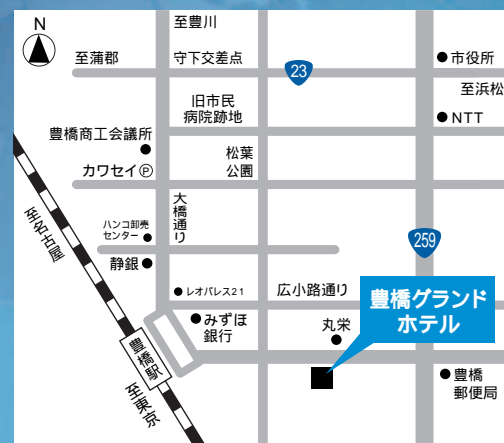 N
至豊川
至蒲郡
守下交差点
23
市役所
至浜松
旧市民
病院跡地
NTT
豊橋商工会議所
松葉
公園
カワセイ Ⓟ
大橋通り
ハンコ卸売
センター
至名古屋
259
静銀
レオパレス21
広小路通り
豊橋グランド
ホテル
みずほ
銀行
丸栄
豊橋駅
豊橋
郵便局
至東京